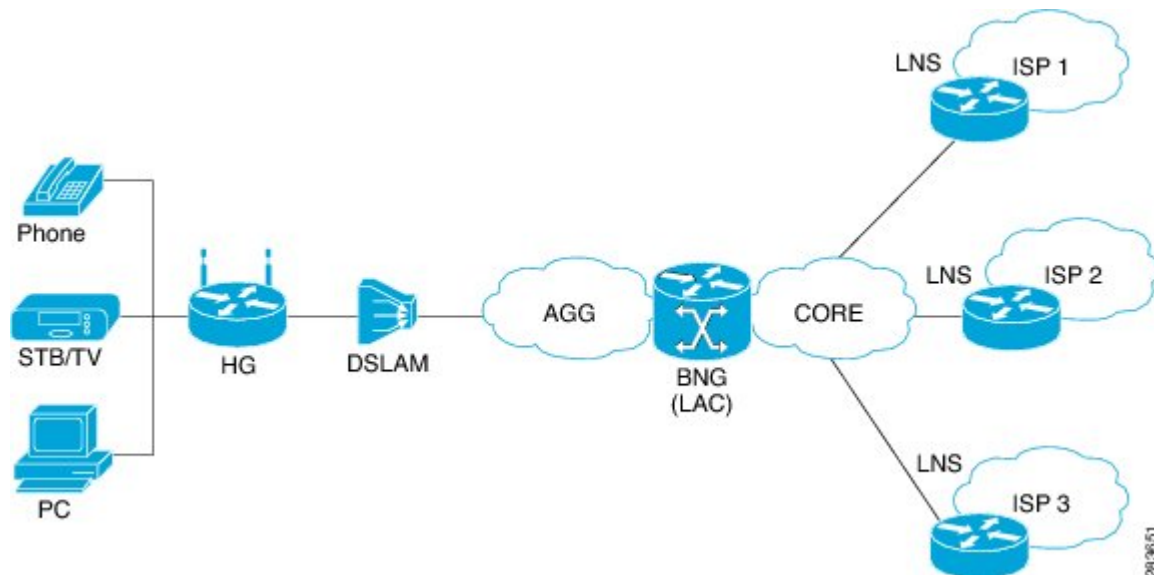 Phone
STB/TV
PC
HG
DSLAM
AGG
BNG
(LAC)
CORE
LNS
ISP 1
LNS
ISP 2
LNS
ISP 3
283651